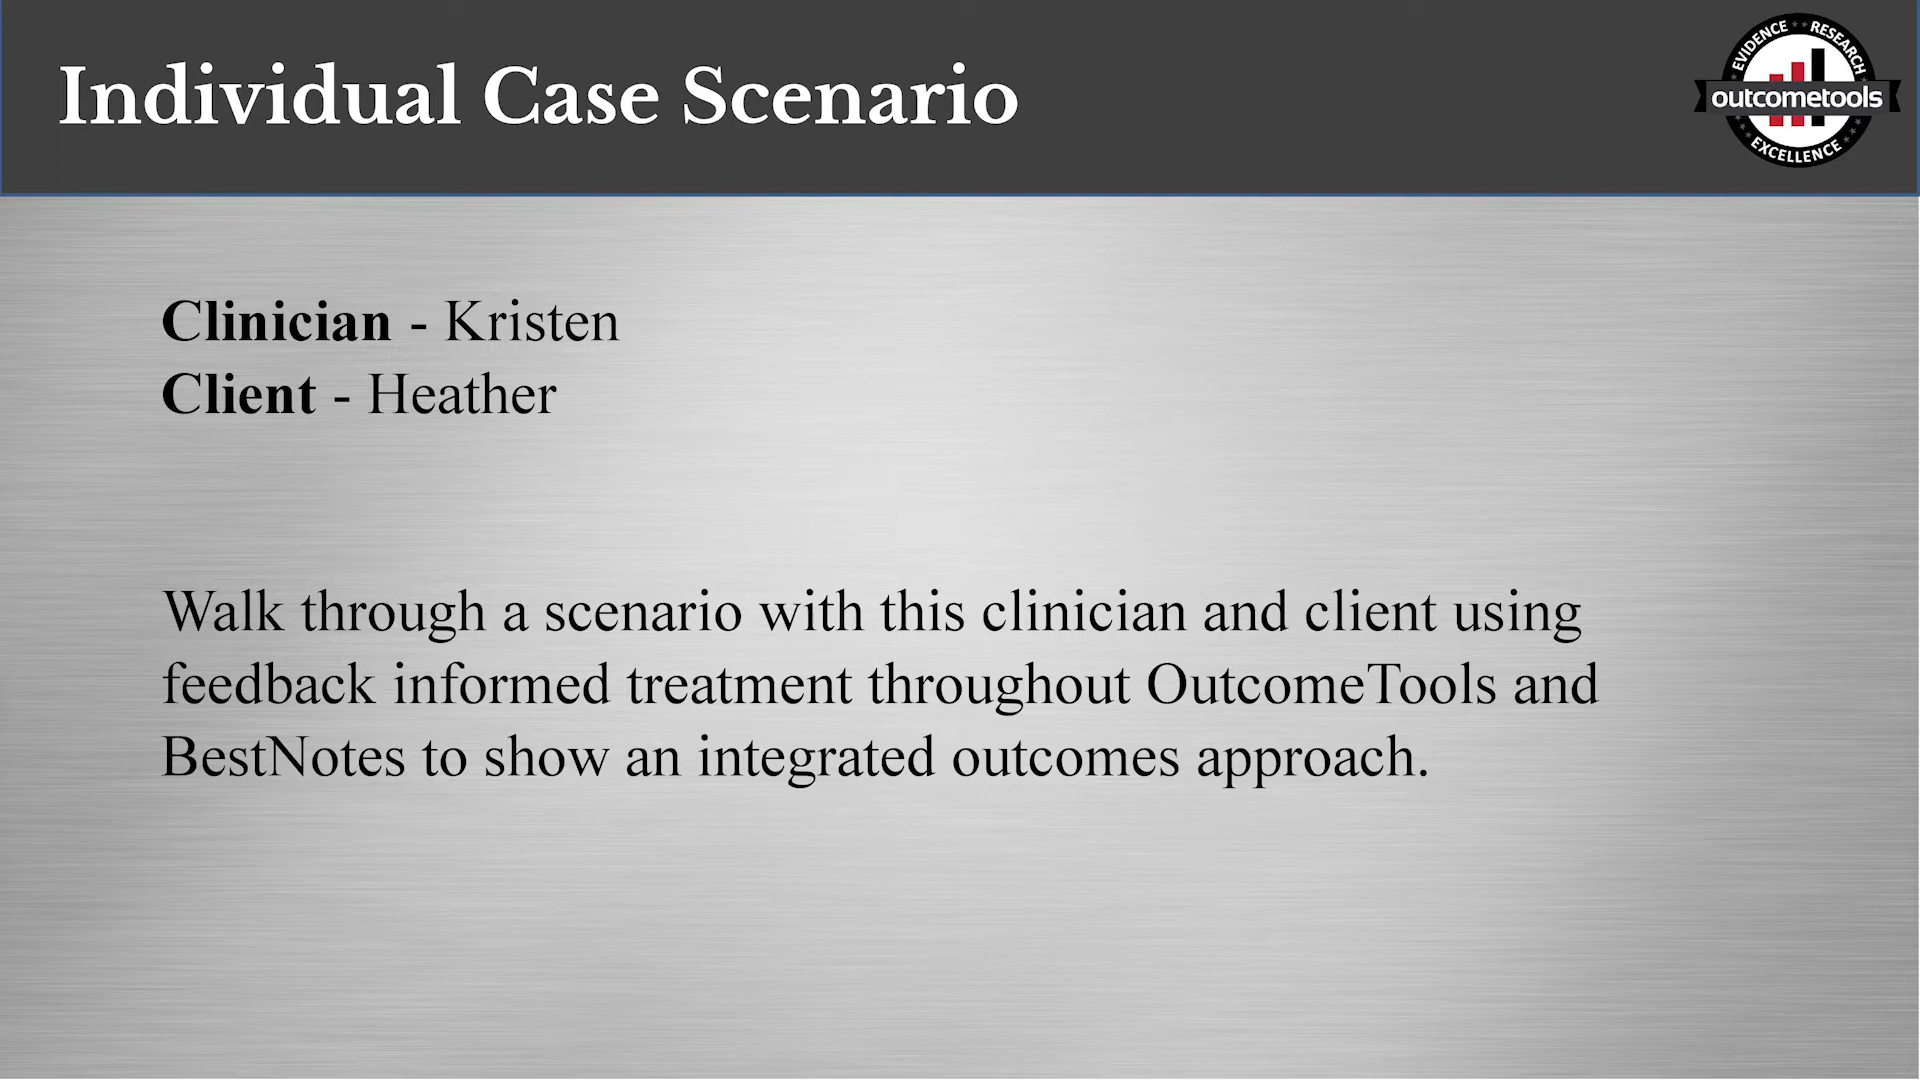 Individual Case Scenario
EVIDENCE RESEARCH
outcometools
EXCELLENCE
Clinician - Kristen
Client - Heather
Walk through a scenario with this clinician and client using
feedback informed treatment throughout OutcomeTools and
BestNotes to show an integrated outcomes approach.